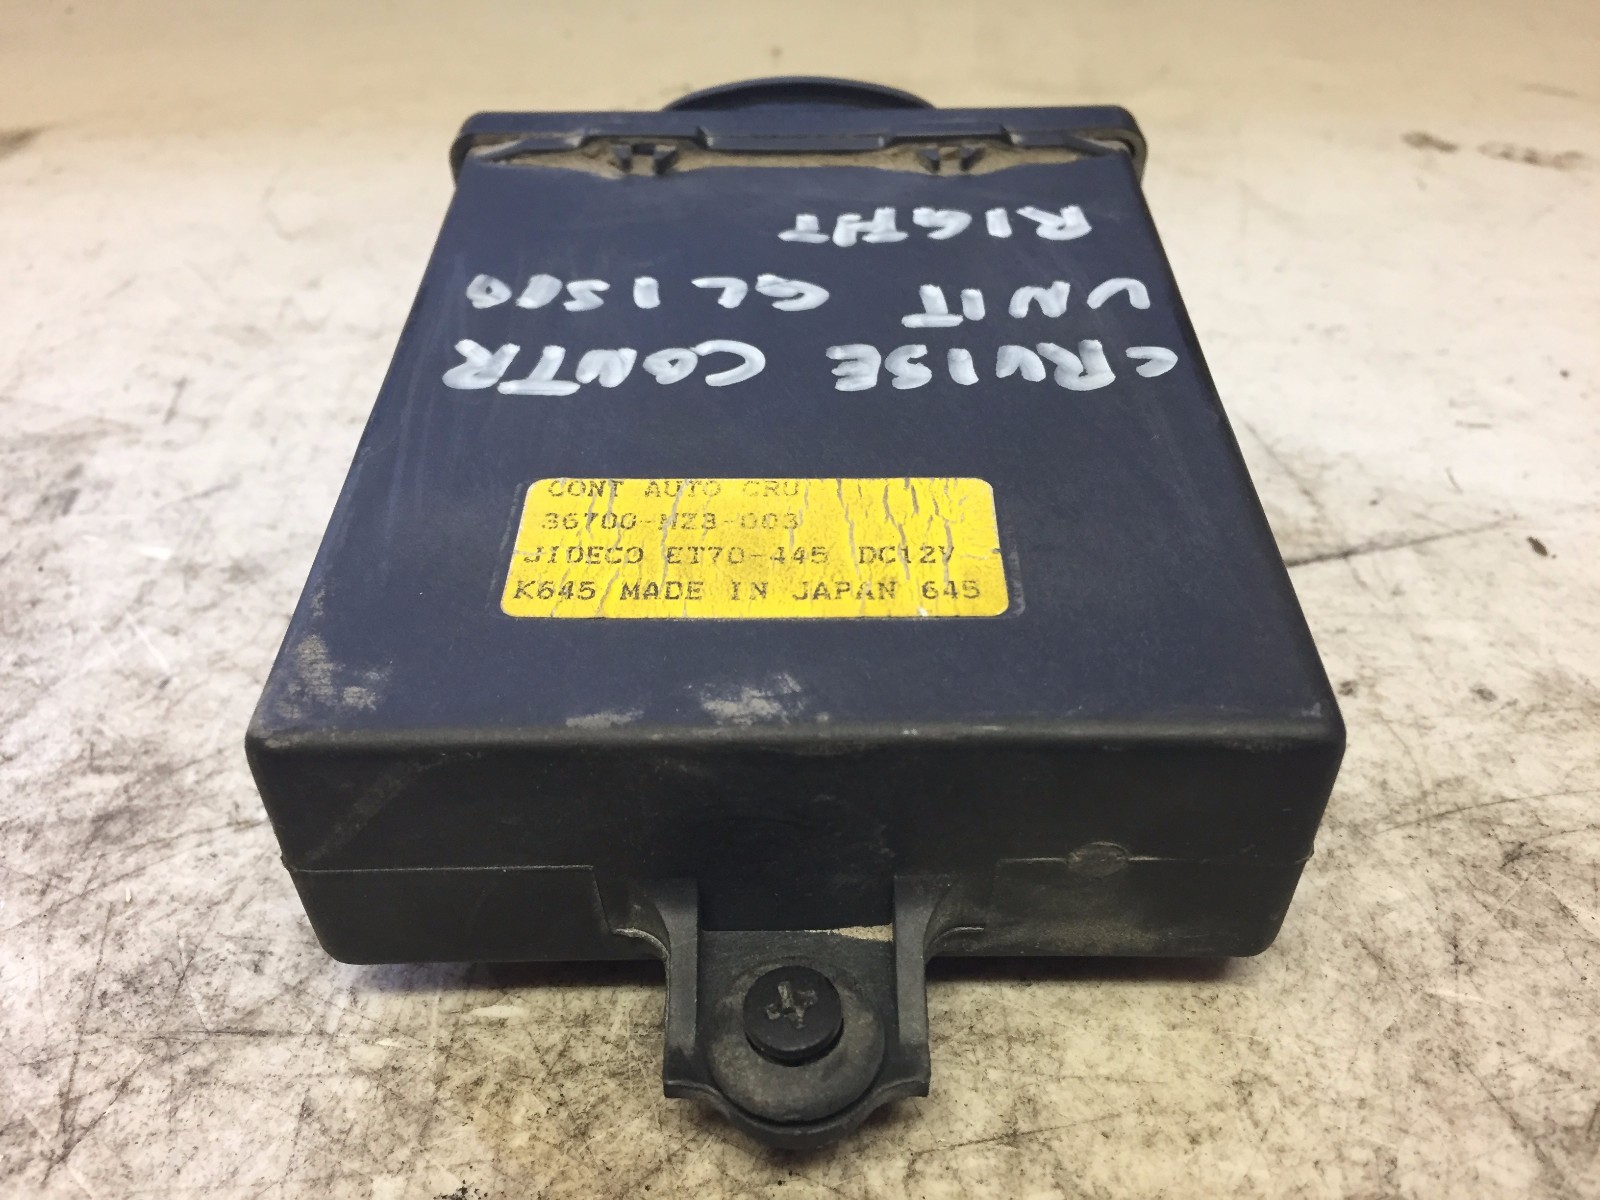 CRUISE CONTR
UNIT GL1500
RIGHT
CONT AUTO CRU
36700-MZ8-003
JIDECO ET70-445 DC12V
K645 MADE IN JAPAN 645